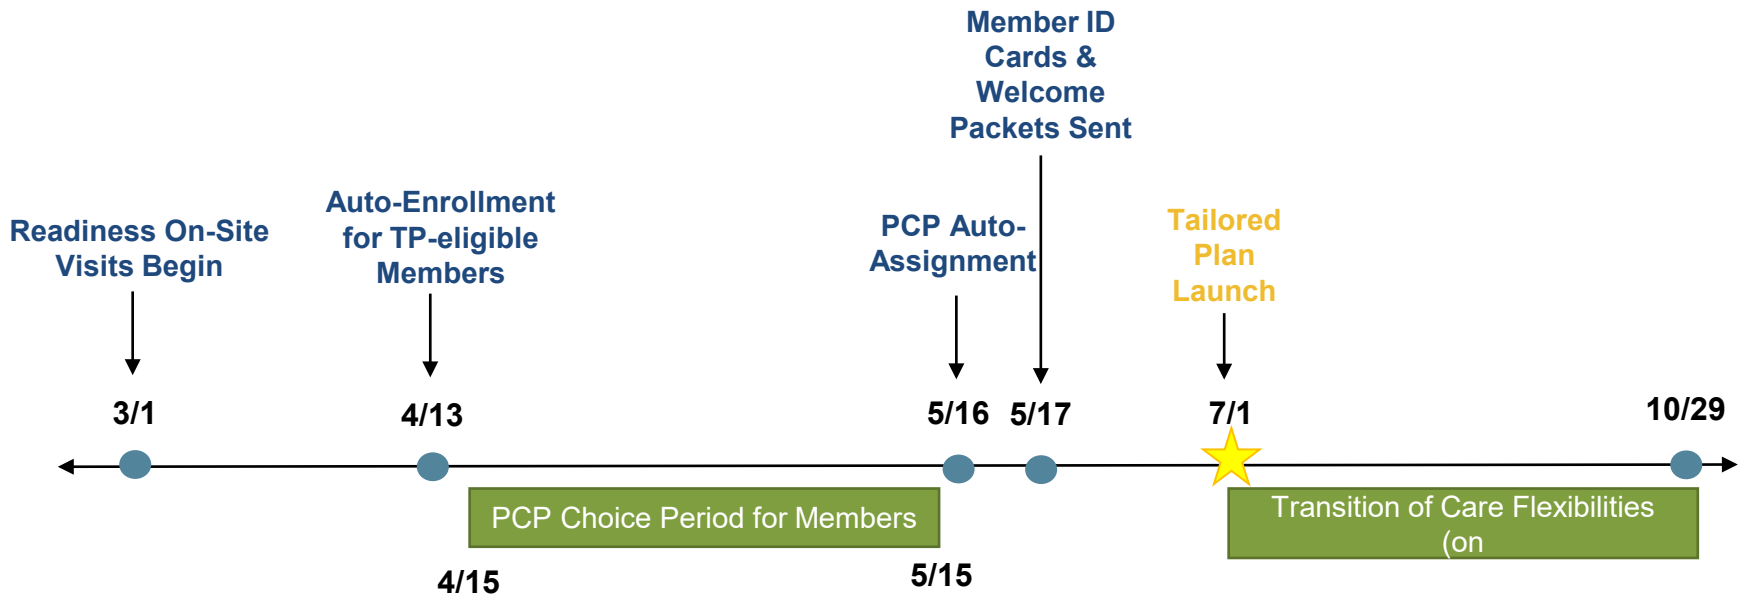 Member ID
Cards &
Welcome
Packets Sent
Readiness On-Site
Visits Begin
Auto-Enrollment
for TP-eligible
Members
PCP Auto-
Assignment
Tailored
Plan
Launch
3/1
4/13
5/16
5/17
7/1
10/29
PCP Choice Period for Members
Transition of Care Flexibilities
(on
4/15
5/15